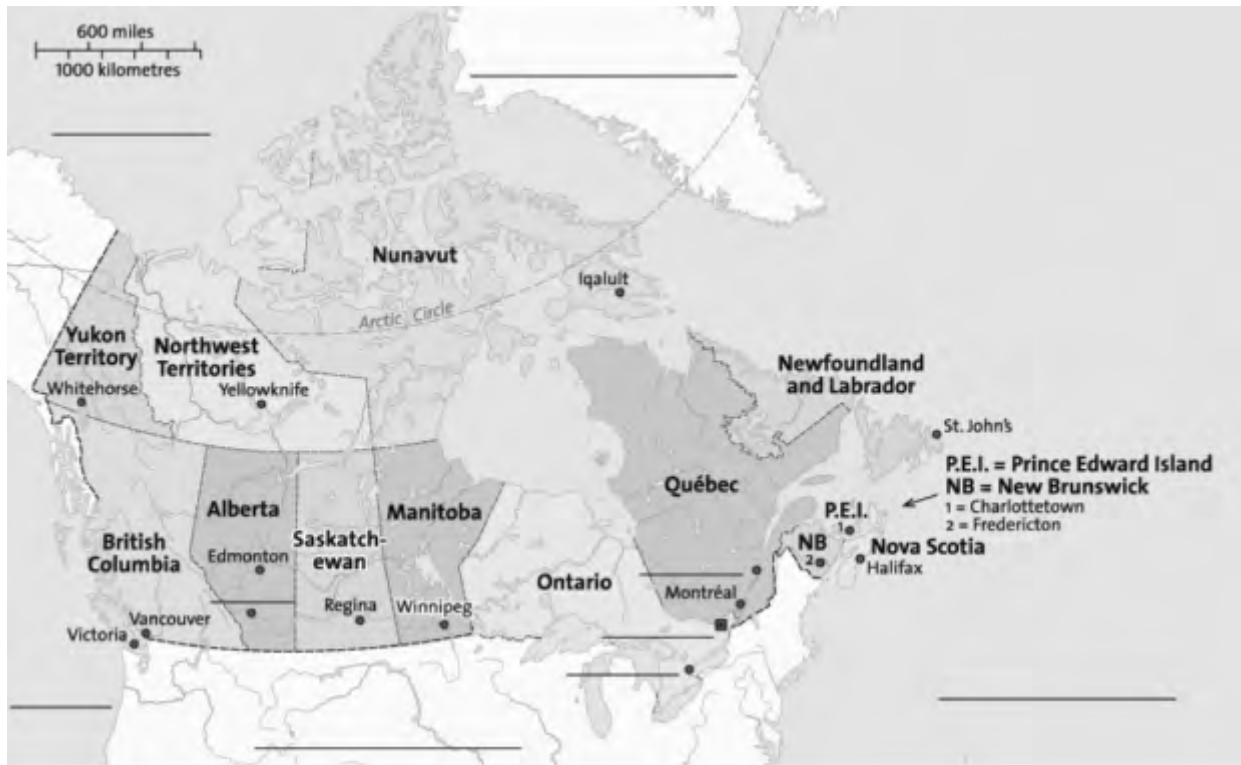 600 miles
1000 kilometres
Nunavut
Iqaluit
Arctic Circle
Yukon
Territory
Whitehorse
Northwest
Territories
Yellowknife
Newfoundland
and Labrador
St. John's
P.E.I. = Prince Edward Island
NB = New Brunswick
1 = Charlottetown
2 = Fredericton
Québec
Alberta
Manitoba
British
Columbia
Edmonton
Saskatch-
ewan
Ontario
P.E.I.
1
NB
2
Nova Scotia
Halifax
Montréal
Vancouver
Victoria
Regina
Winnipeg